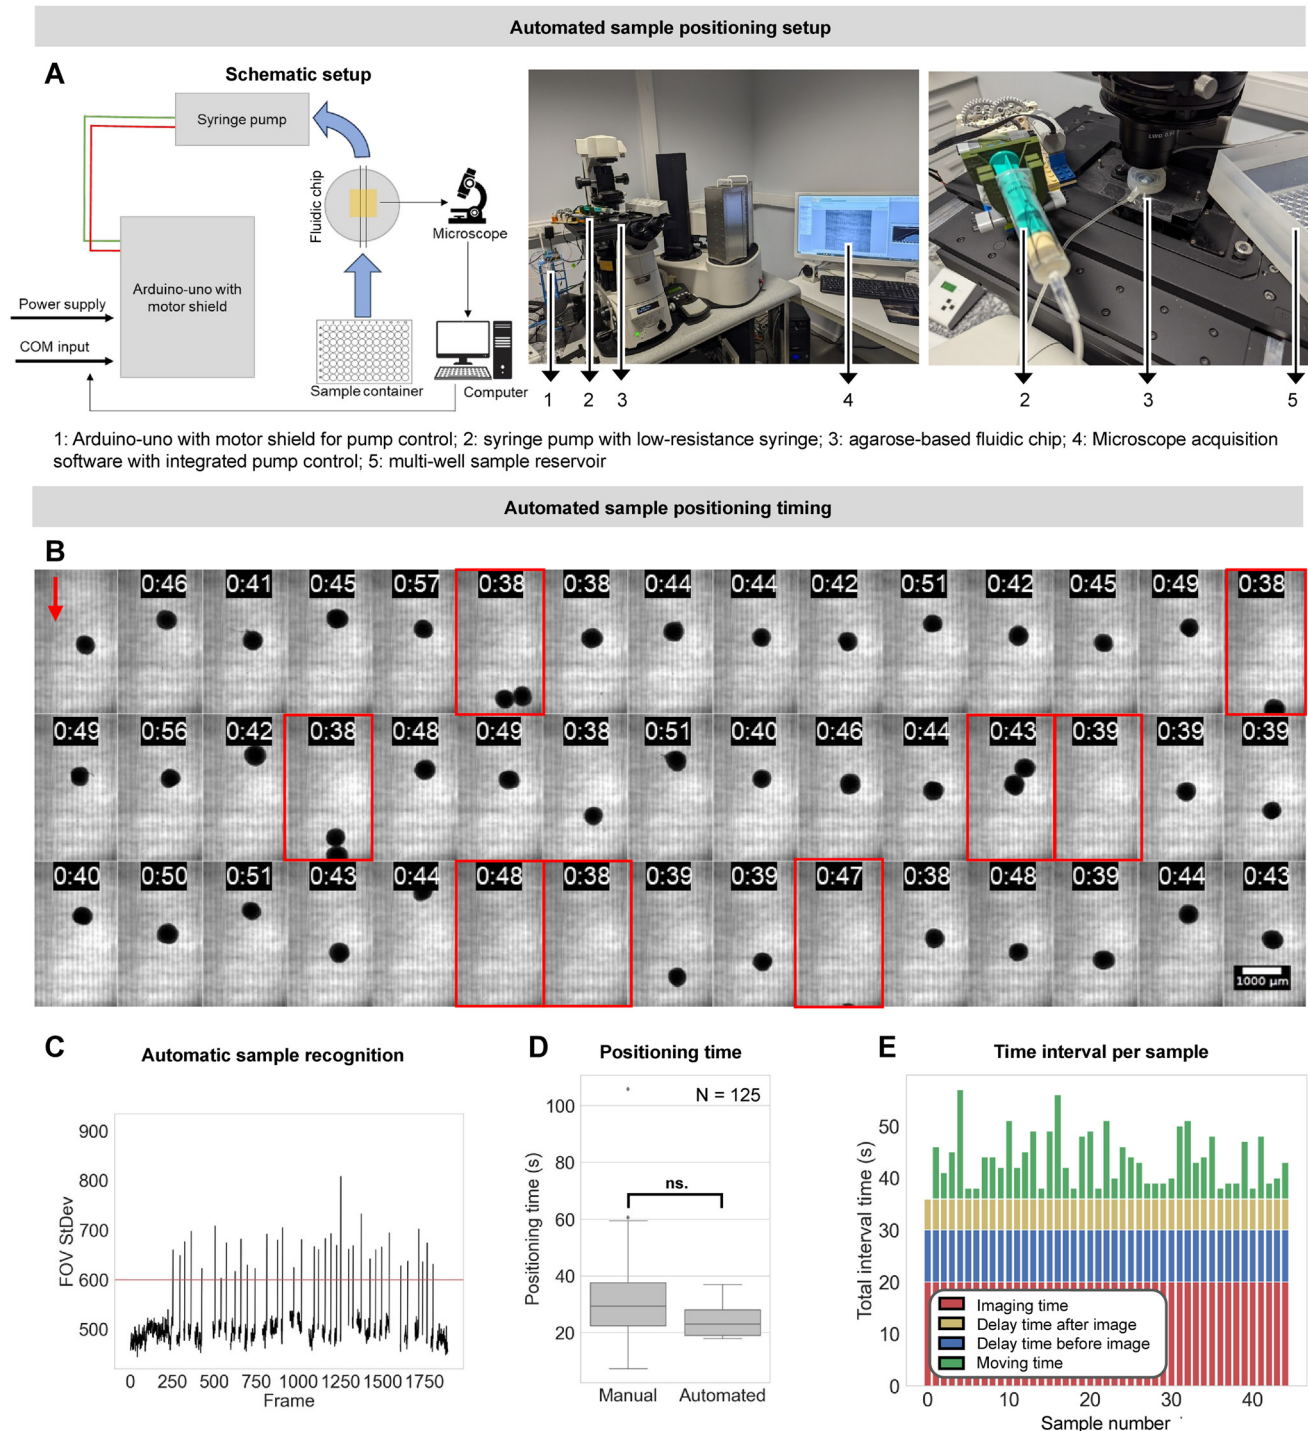 Automated sample positioning setup
A
Schematic setup
Syringe pump
Fluidic chip
Microscope
Arduino-uno with
motor shield
Power supply
COM input
Sample container
Computer
LWD 0.52
1
2
3
4
2
3
5
1: Arduino-uno with motor shield for pump control; 2: syringe pump with low-resistance syringe; 3: agarose-based fluidic chip; 4: Microscope acquisition
software with integrated pump control; 5: multi-well sample reservoir
Automated sample positioning timing
B
0:46 0:41 0:45 0:57 0:38 0:38 0:44 0:44 0:42 0:51 0:42 0:45 0:49 0:38
0:49 0:56 0:42 0:38 0:48 0:49 0:38 0:51 0:40 0:46 0:44 0:43 0:39 0:39 0:39
0:40 0:50 0:51 0:43 0:44 0:48 0:38 0:39 0:39 0:47 0:38 0:48 0:39 0:44 0:43
1000 µm
C
Automatic sample recognition
FOV StDev
900
800
700
600
500
0 250 500 750 1000 1250 1500 1750
Frame
D
Positioning time
N = 125
ns.
Positioning time (s)
100
80
60
40
20
Manual Automated
E
Time interval per sample
Total interval time (s)
50
40
30
20
10
0
Imaging time
Delay time after image
Delay time before image
Moving time
0 10 20 30 40
Sample number